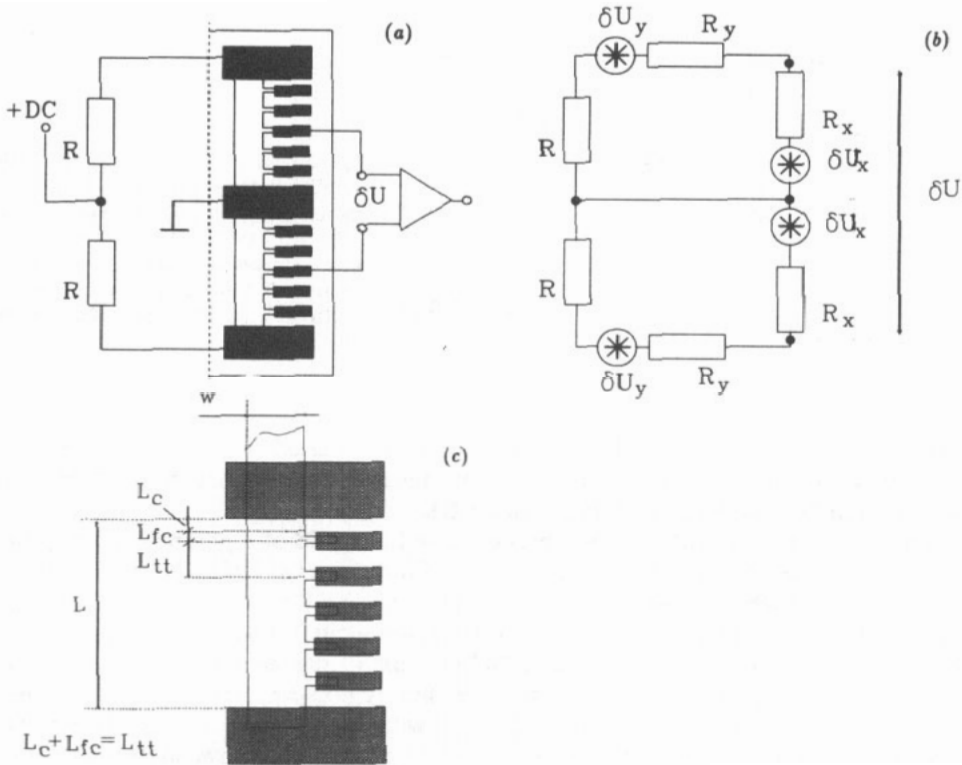 (a)
+DC
R
δU
R
δU_y
R_y
(b)
R
R_x
δU_x
δU
δU_x
R
R_x
δU_y
R_y
w
(c)
L_c
L_fc
L_tt
L
L_c+L_fc=L_tt